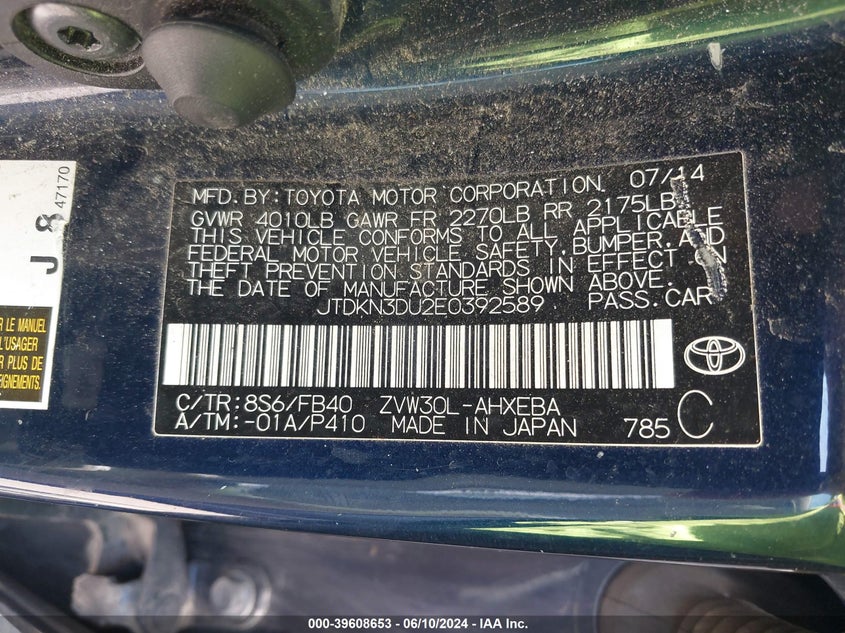 MFD. BY: TOYOTA MOTOR CORPORATION 07/14
GVWR 4010LB GAWR FR 2270LB RR 2175LB
THIS VEHICLE CONFORMS TO ALL APPLICABLE
FEDERAL MOTOR VEHICLE SAFETY, BUMPER, AND
THEFT PREVENTION STANDARDS IN EFFECT ON
THE DATE OF MANUFACTURE SHOWN ABOVE.
JTDKN3DU2E0392589 PASS.CAR
C/TR: 8S6/FB40 ZVW30L-AHXEBA
A/TM: -01A/P410 MADE IN JAPAN 785 C
J 8 47170
R LE MANUEL
L'USAGER
R PLUS DE
EIGNEMENTS.
000-39608653 - 06/10/2024 - IAA Inc.